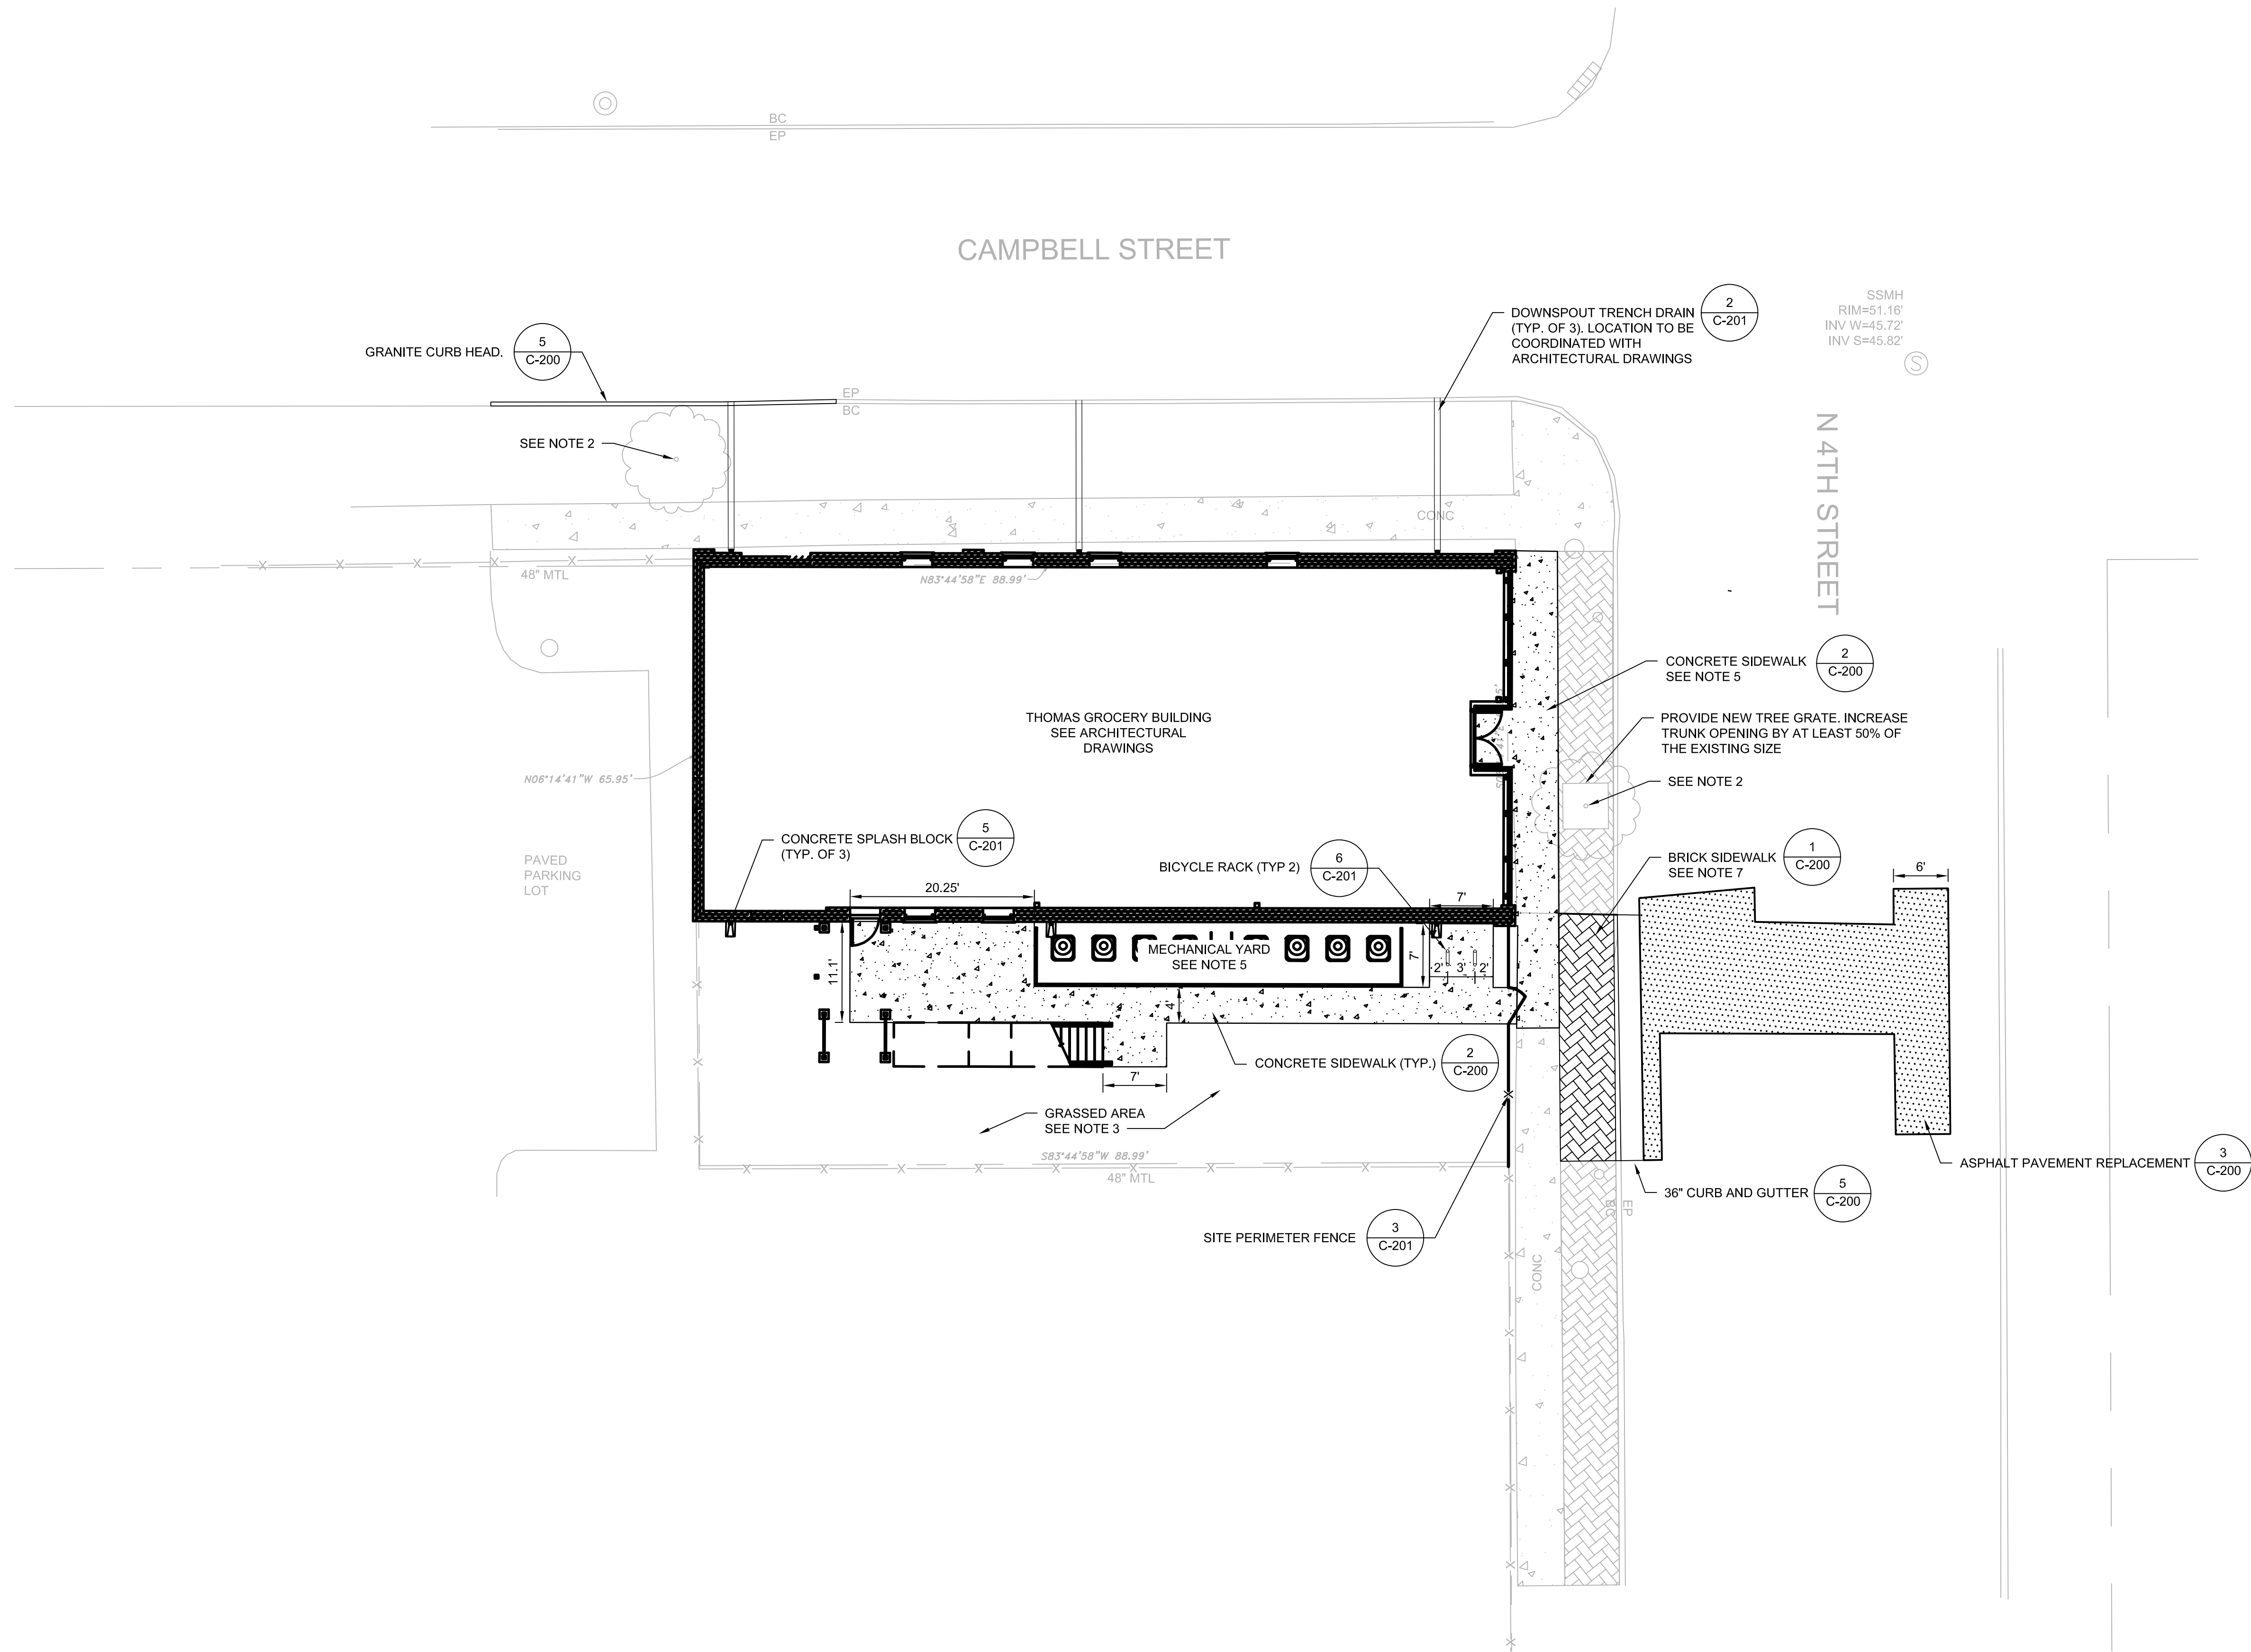 BC
EP
CAMPBELL STREET
GRANITE CURB HEAD.
5
C-200
DOWNSPOUT TRENCH DRAIN
(TYP. OF 3). LOCATION TO BE
COORDINATED WITH
ARCHITECTURAL DRAWINGS
2
C-201
SSMH
RIM=51.16'
INV W=45.72'
INV S=45.82'
S
EP
BC
SEE NOTE 2
N 4TH STREET
CONC
48" MTL
N83°44'58"E 88.99'
THOMAS GROCERY BUILDING
SEE ARCHITECTURAL
DRAWINGS
CONCRETE SIDEWALK
SEE NOTE 5
2
C-200
PROVIDE NEW TREE GRATE. INCREASE
TRUNK OPENING BY AT LEAST 50% OF
THE EXISTING SIZE
SEE NOTE 2
N06°14'41"W 65.95'
PAVED
PARKING
LOT
CONCRETE SPLASH BLOCK
(TYP. OF 3)
5
C-201
BICYCLE RACK (TYP 2)
6
C-201
BRICK SIDEWALK
SEE NOTE 7
1
C-200
6'
20.25'
7'
11.1'
MECHANICAL YARD
SEE NOTE 5
7'
2'
3'
2'
4'
CONCRETE SIDEWALK (TYP.)
2
C-200
7'
GRASSED AREA
SEE NOTE 3
S83°44'58"W 88.99'
48" MTL
ASPHALT PAVEMENT REPLACEMENT
3
C-200
36" CURB AND GUTTER
5
C-200
EP
BC
SITE PERIMETER FENCE
3
C-201
CONC